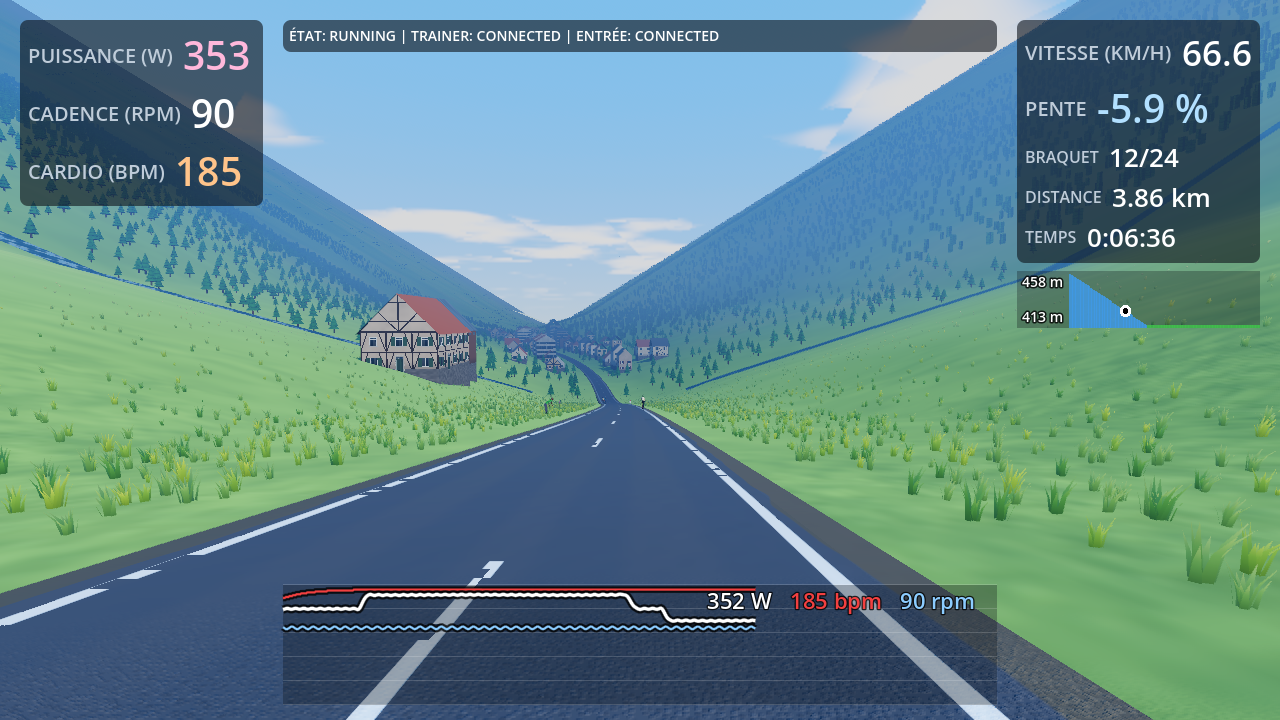 PUISSANCE (W) 353
CADENCE (RPM) 90
CARDIO (BPM) 185
ÉTAT: RUNNING | TRAINER: CONNECTED | ENTRÉE: CONNECTED
VITESSE (KM/H) 66.6
PENTE -5.9 %
BRAQUET 12/24
DISTANCE 3.86 km
TEMPS 0:06:36
458 m
413 m
352 W 185 bpm 90 rpm